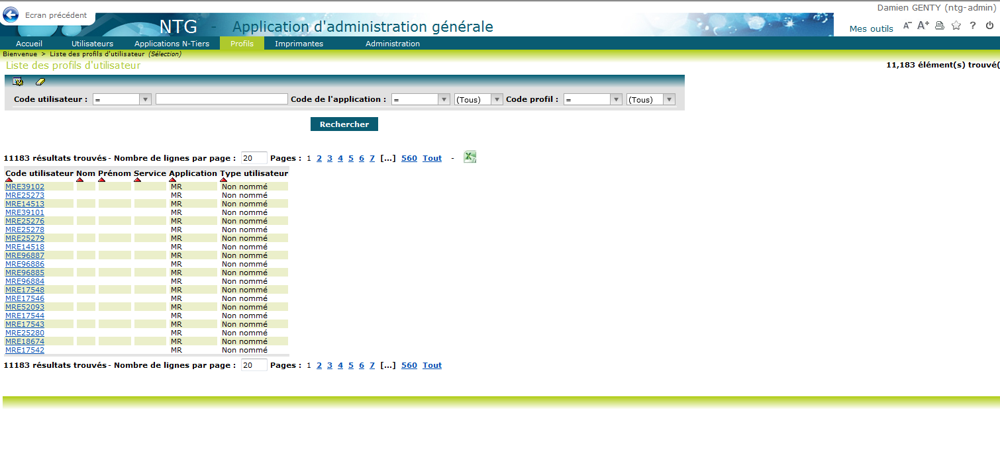 Damien GENTY (ntg-admin)
Ecran précédent
NTG - Application d'administration générale
Mes outils A- A+ ?
Accueil Utilisateurs Applications N-Tiers Profils Imprimantes Administration
Bienvenue > Liste des profils d'utilisateur (Sélection)
Liste des profils d'utilisateur
11,183 élément(s) trouvé(
Code utilisateur : = Code de l'application : = (Tous) Code profil : = (Tous)
Rechercher
11183 résultats trouvés - Nombre de lignes par page : 20 Pages : 1 2 3 4 5 6 7 [...] 560 Tout -
Code utilisateur Nom Prénom Service Application Type utilisateur
MRE39102 MR Non nommé
MRE25273 MR Non nommé
MRE14513 MR Non nommé
MRE39101 MR Non nommé
MRE25276 MR Non nommé
MRE25278 MR Non nommé
MRE25279 MR Non nommé
MRE14518 MR Non nommé
MRE96887 MR Non nommé
MRE96886 MR Non nommé
MRE96885 MR Non nommé
MRE96884 MR Non nommé
MRE17548 MR Non nommé
MRE17546 MR Non nommé
MRE52093 MR Non nommé
MRE17544 MR Non nommé
MRE17543 MR Non nommé
MRE25280 MR Non nommé
MRE18674 MR Non nommé
MRE17542 MR Non nommé
11183 résultats trouvés - Nombre de lignes par page : 20 Pages : 1 2 3 4 5 6 7 [...] 560 Tout